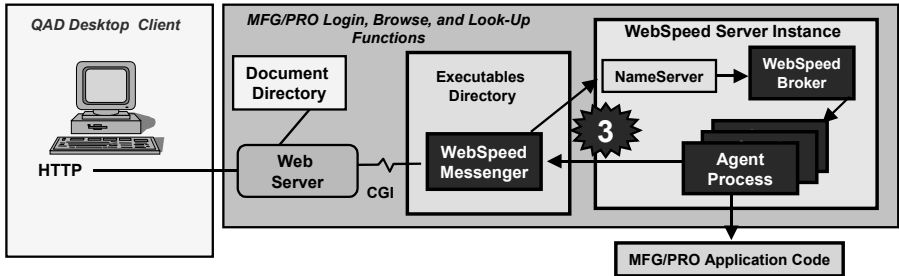 QAD Desktop Client
HTTP
MFG/PRO Login, Browse, and Look-Up
Functions
Document
Directory
Web
Server
CGI
Executables
Directory
WebSpeed
Messenger
3
WebSpeed Server Instance
NameServer
WebSpeed
Broker
Agent
Process
MFG/PRO Application Code